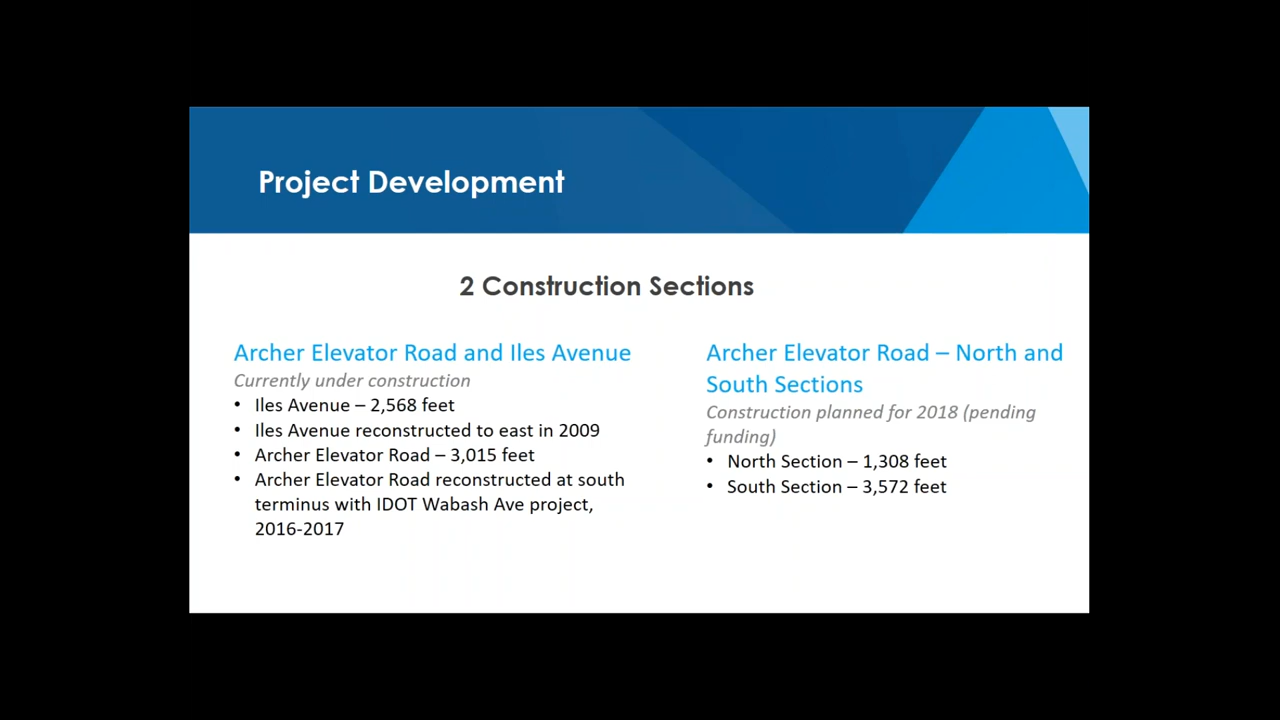 Project Development
2 Construction Sections
Archer Elevator Road and Iles Avenue
Currently under construction
• Iles Avenue – 2,568 feet
• Iles Avenue reconstructed to east in 2009
• Archer Elevator Road – 3,015 feet
• Archer Elevator Road reconstructed at south
terminus with IDOT Wabash Ave project,
2016-2017
Archer Elevator Road – North and
South Sections
Construction planned for 2018 (pending
funding)
• North Section – 1,308 feet
• South Section – 3,572 feet